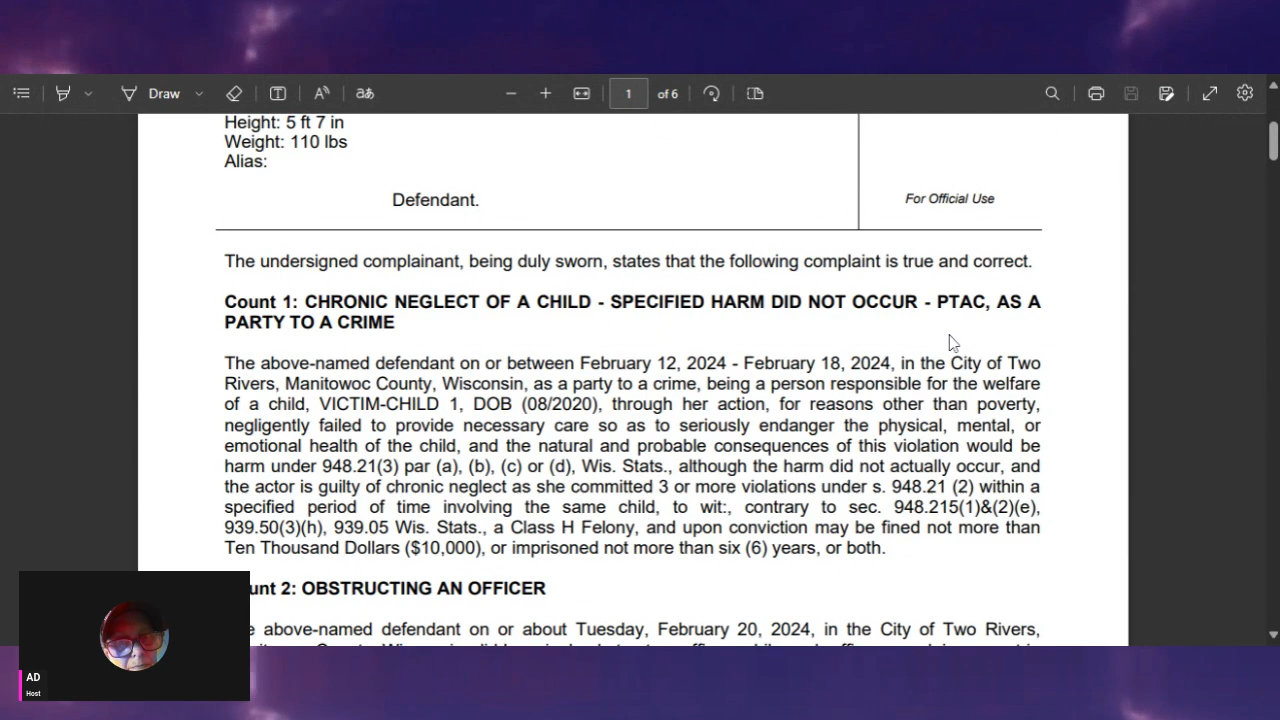 Draw
1 of 6
Height: 5 ft 7 in
Weight: 110 lbs
Alias:
Defendant.
For Official Use
The undersigned complainant, being duly sworn, states that the following complaint is true and correct.
Count 1: CHRONIC NEGLECT OF A CHILD - SPECIFIED HARM DID NOT OCCUR - PTAC, AS A
PARTY TO A CRIME
The above-named defendant on or between February 12, 2024 - February 18, 2024, in the City of Two
Rivers, Manitowoc County, Wisconsin, as a party to a crime, being a person responsible for the welfare
of a child, VICTIM-CHILD 1, DOB (08/2020), through her action, for reasons other than poverty,
negligently failed to provide necessary care so as to seriously endanger the physical, mental, or
emotional health of the child, and the natural and probable consequences of this violation would be
harm under 948.21(3) par (a), (b), (c) or (d), Wis. Stats., although the harm did not actually occur, and
the actor is guilty of chronic neglect as she committed 3 or more violations under s. 948.21 (2) within a
specified period of time involving the same child, to wit:, contrary to sec. 948.215(1)&(2)(e),
939.50(3)(h), 939.05 Wis. Stats., a Class H Felony, and upon conviction may be fined not more than
Ten Thousand Dollars ($10,000), or imprisoned not more than six (6) years, or both.
unt 2: OBSTRUCTING AN OFFICER
e above-named defendant on or about Tuesday, February 20, 2024, in the City of Two Rivers,
AD
Host